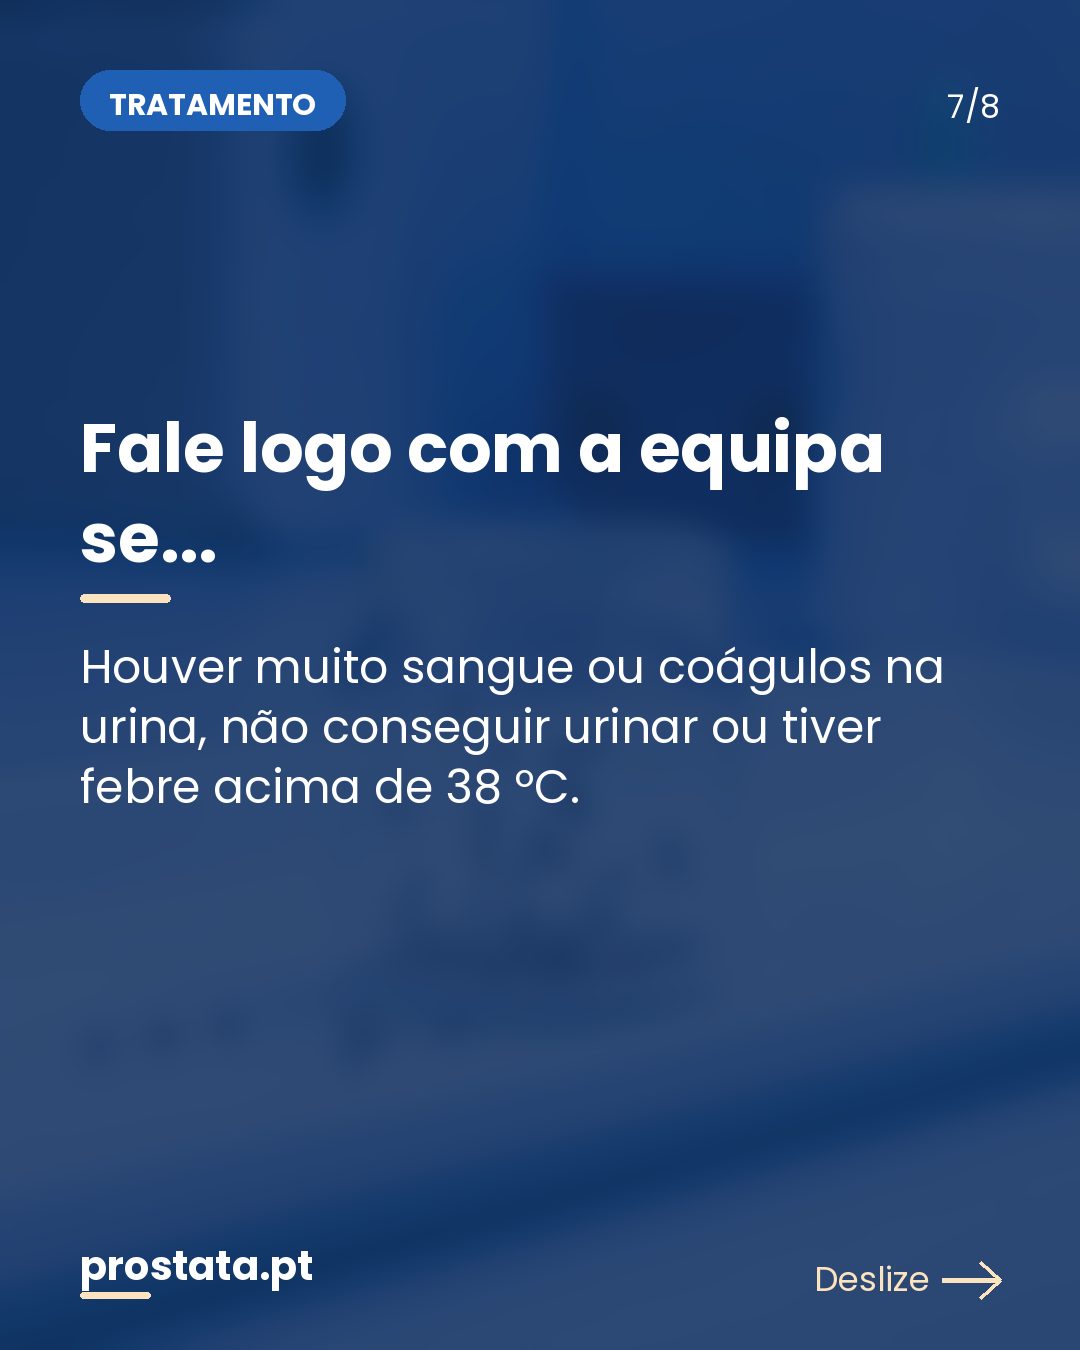 TRATAMENTO
7/8
Fale logo com a equipa
se...
Houver muito sangue ou coágulos na
urina, não conseguir urinar ou tiver
febre acima de 38 ºC.
prostata.pt
Deslize